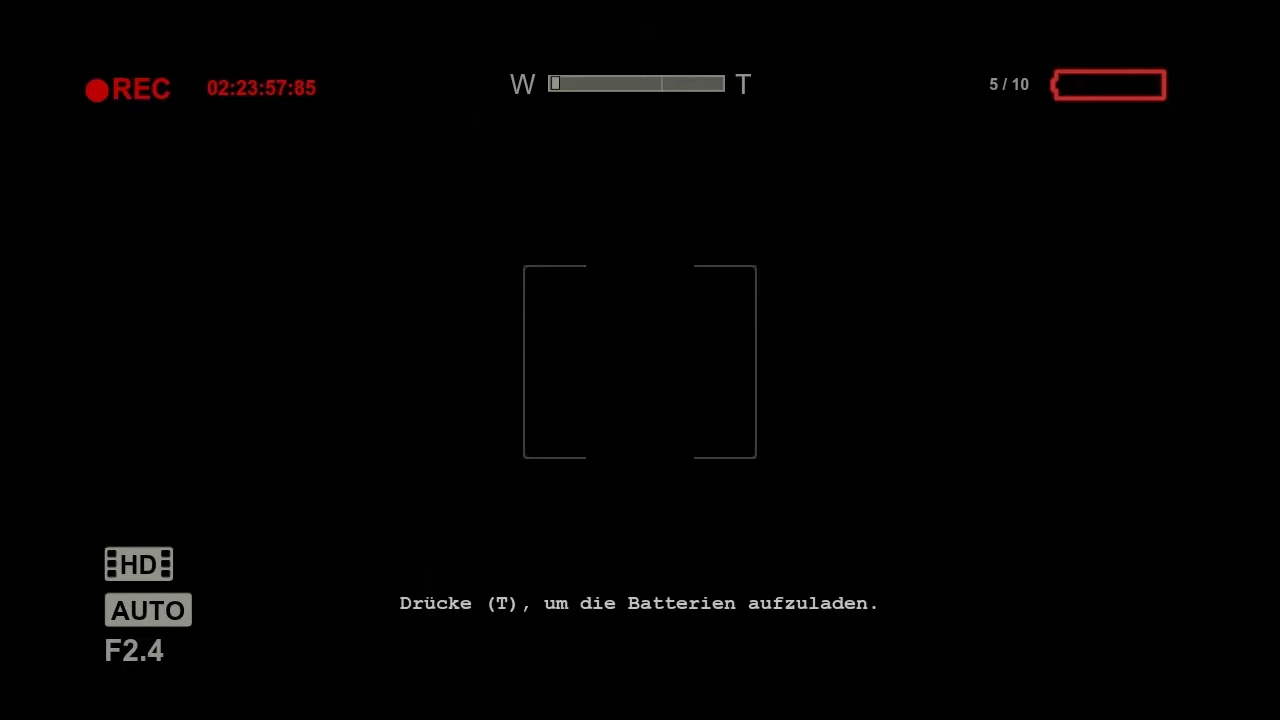 REC 02:23:57:85 W T 5 / 10
HD
AUTO
Drücke (T), um die Batterien aufzuladen.
F2.4